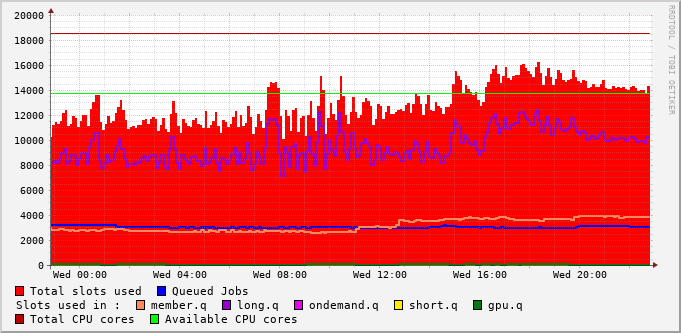 20000
18000
16000
14000
12000
10000
8000
6000
4000
2000
0
Wed 00:00 Wed 04:00 Wed 08:00 Wed 12:00 Wed 16:00 Wed 20:00
RRDTOOL / TOBI OETIKER
Total slots used Queued Jobs
Slots used in : member.q long.q ondemand.q short.q gpu.q
Total CPU cores Available CPU cores